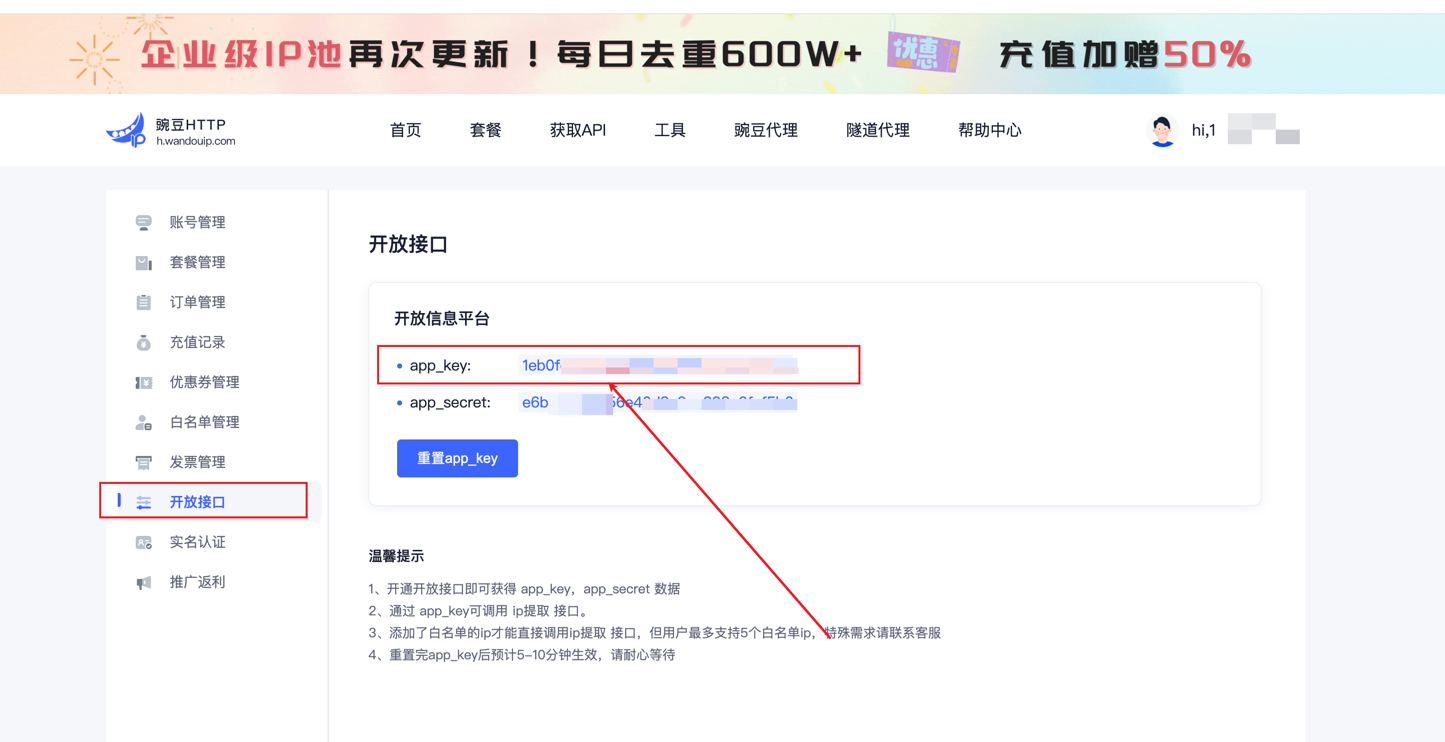 企业级IP池再次更新！每日去重600W+ 优惠 充值加赠50%
豌豆HTTP
h.wandouip.com
首页 套餐 获取API 工具 豌豆代理 隧道代理 帮助中心 hi,1
账号管理
套餐管理
订单管理
充值记录
优惠券管理
白名单管理
发票管理
开放接口
实名认证
推广返利
开放接口
开放信息平台
app_key: 1eb0f
app_secret: e6b
重置app_key
温馨提示
1、开通开放接口即可获得 app_key，app_secret 数据
2、通过 app_key可调用 ip提取 接口。
3、添加了白名单的ip才能直接调用ip提取 接口，但用户最多支持5个白名单ip，特殊需求请联系客服
4、重置完app_key后预计5-10分钟生效，请耐心等待